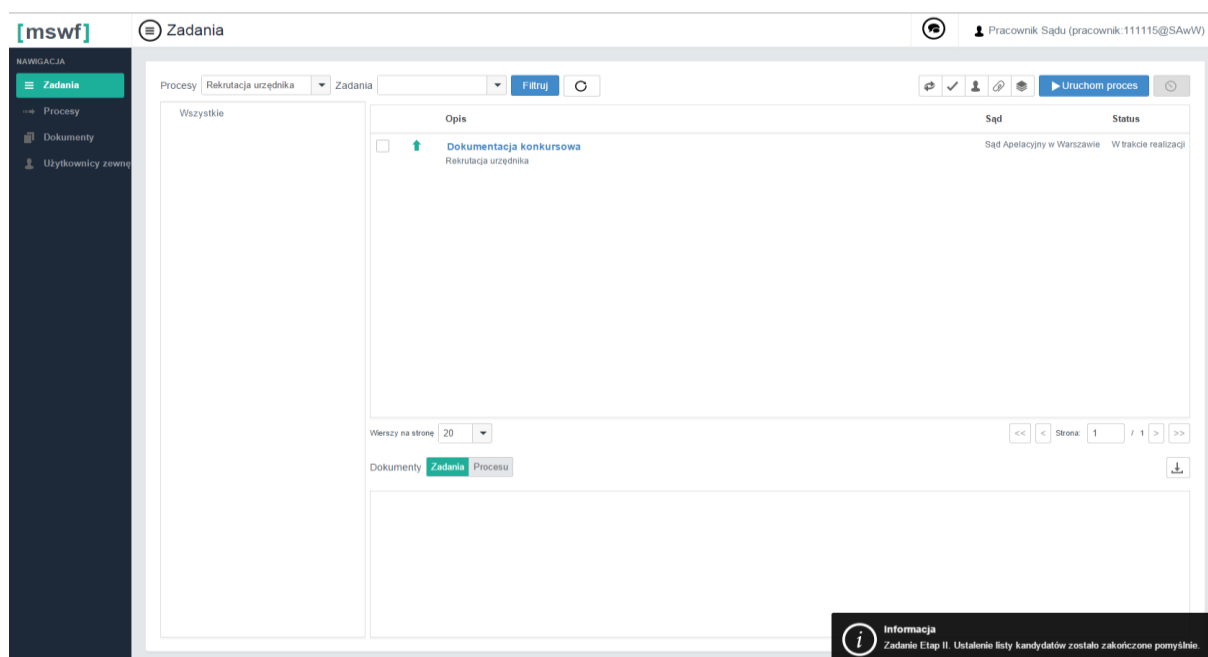 [mswf]
Zadania
Pracownik Sądu (pracownik:111115@SAwW)
NAWIGACJA
Zadania
Procesy
Dokumenty
Użytkownicy zewnę
Procesy Rekrutacja urzędnika Zadania Filtruj Uruchom proces
Wszystkie
Opis Sąd Status
Dokumentacja konkursowa Sąd Apelacyjny w Warszawie W trakcie realizacji
Rekrutacja urzędnika
Wierszy na stronę 20 << < Strona: 1 / 1 > >>
Dokumenty Zadania Procesu
Informacja
Zadanie Etap II. Ustalenie listy kandydatów zostało zakończone pomyślnie.